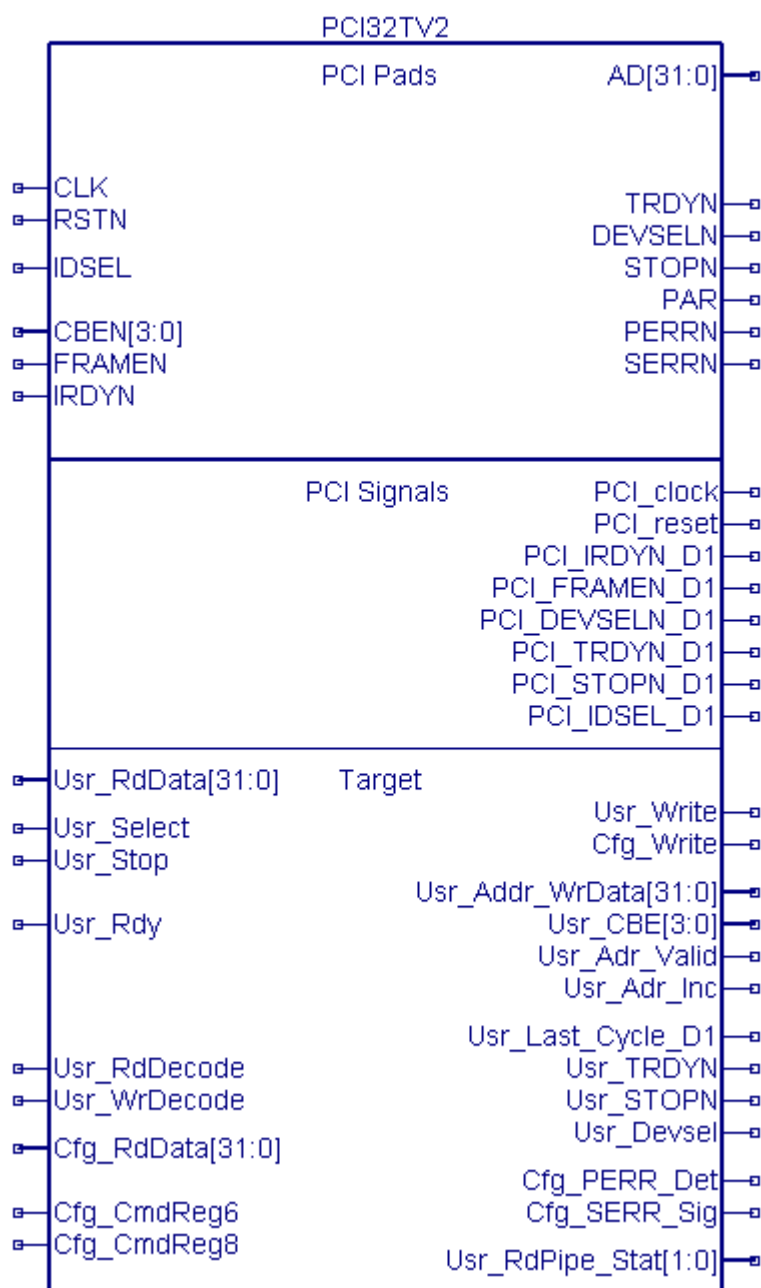 PCI32TV2
PCI Pads AD[31:0]
CLK
TRDYN
RSTN
DEVSELN
IDSEL STOPN
PAR
CBEN[3:0] PERRN
FRAMEN SERRN
IRDYN
PCI Signals PCI_clock
PCI_reset
PCI_IRDYN_D1
PCI_FRAMEN_D1
PCI_DEVSELN_D1
PCI_TRDYN_D1
PCI_STOPN_D1
PCI_IDSEL_D1
Usr_RdData[31:0] Target
Usr_Write
Usr_Select
Cfg_Write
Usr_Stop
Usr_Addr_WrData[31:0]
Usr_Rdy Usr_CBE[3:0]
Usr_Adr_Valid
Usr_Adr_Inc
Usr_Last_Cycle_D1
Usr_RdDecode Usr_TRDYN
Usr_WrDecode Usr_STOPN
Usr_Devsel
Cfg_RdData[31:0]
Cfg_PERR_Det
Cfg_CmdReg6 Cfg_SERR_Sig
Cfg_CmdReg8
Usr_RdPipe_Stat[1:0]